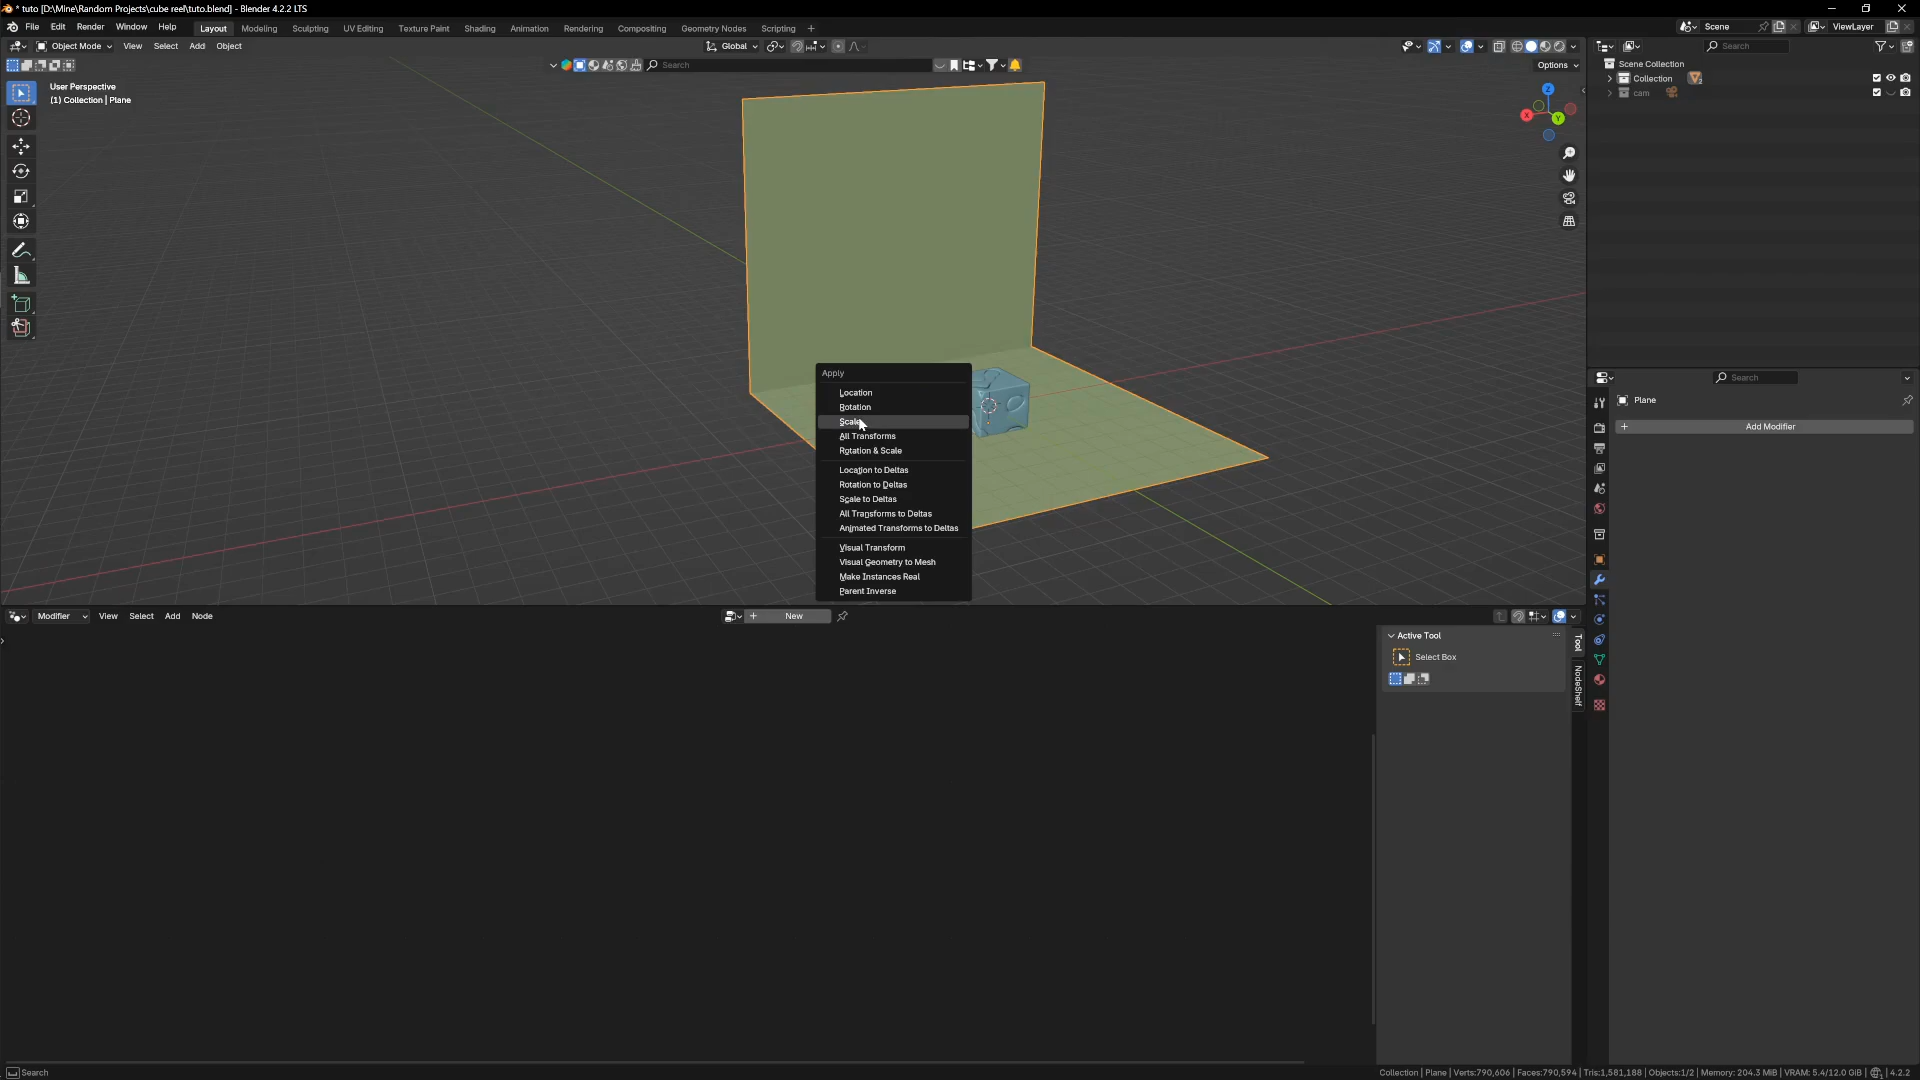 * tuto [D:\Mine\Random Projects\cube reel\tuto.blend] - Blender 4.2.2 LTS
File Edit Render Window Help Layout Modeling Sculpting UV Editing Texture Paint Shading Animation Rendering Compositing Geometry Nodes Scripting + Scene ViewLayer
Object Mode View Select Add Object Global Search
Search Options
User Perspective
(1) Collection | Plane
Z
X
Y
Scene Collection
Collection 2
cam
Apply
Location
Rotation
Scale
All Transforms
Rotation & Scale
Location to Deltas
Rotation to Deltas
Scale to Deltas
All Transforms to Deltas
Animated Transforms to Deltas
Visual Transform
Visual Geometry to Mesh
Make Instances Real
Parent Inverse
Search
Plane
+ Add Modifier
Modifier View Select Add Node + New
Active Tool
Select Box
Tool
NodeShelf
Search
Collection | Plane | Verts:790,606 | Faces:790,594 | Tris:1,581,188 | Objects:1/2 | Memory: 204.3 MiB | VRAM: 5.4/12.0 GiB | 4.2.2